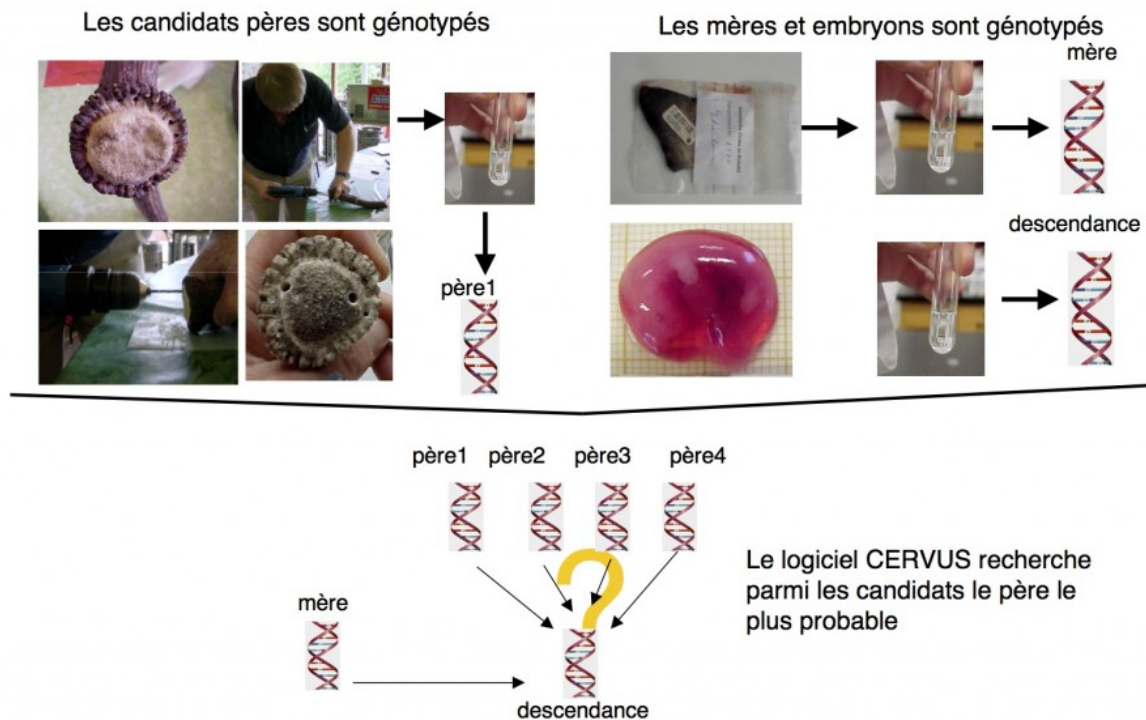 Les candidats pères sont génotypés
Les mères et embryons sont génotypés
mère
descendance
père1
père1
père2
père3
père4
Le logiciel CERVUS recherche
parmi les candidats le père le
plus probable
mère
descendance